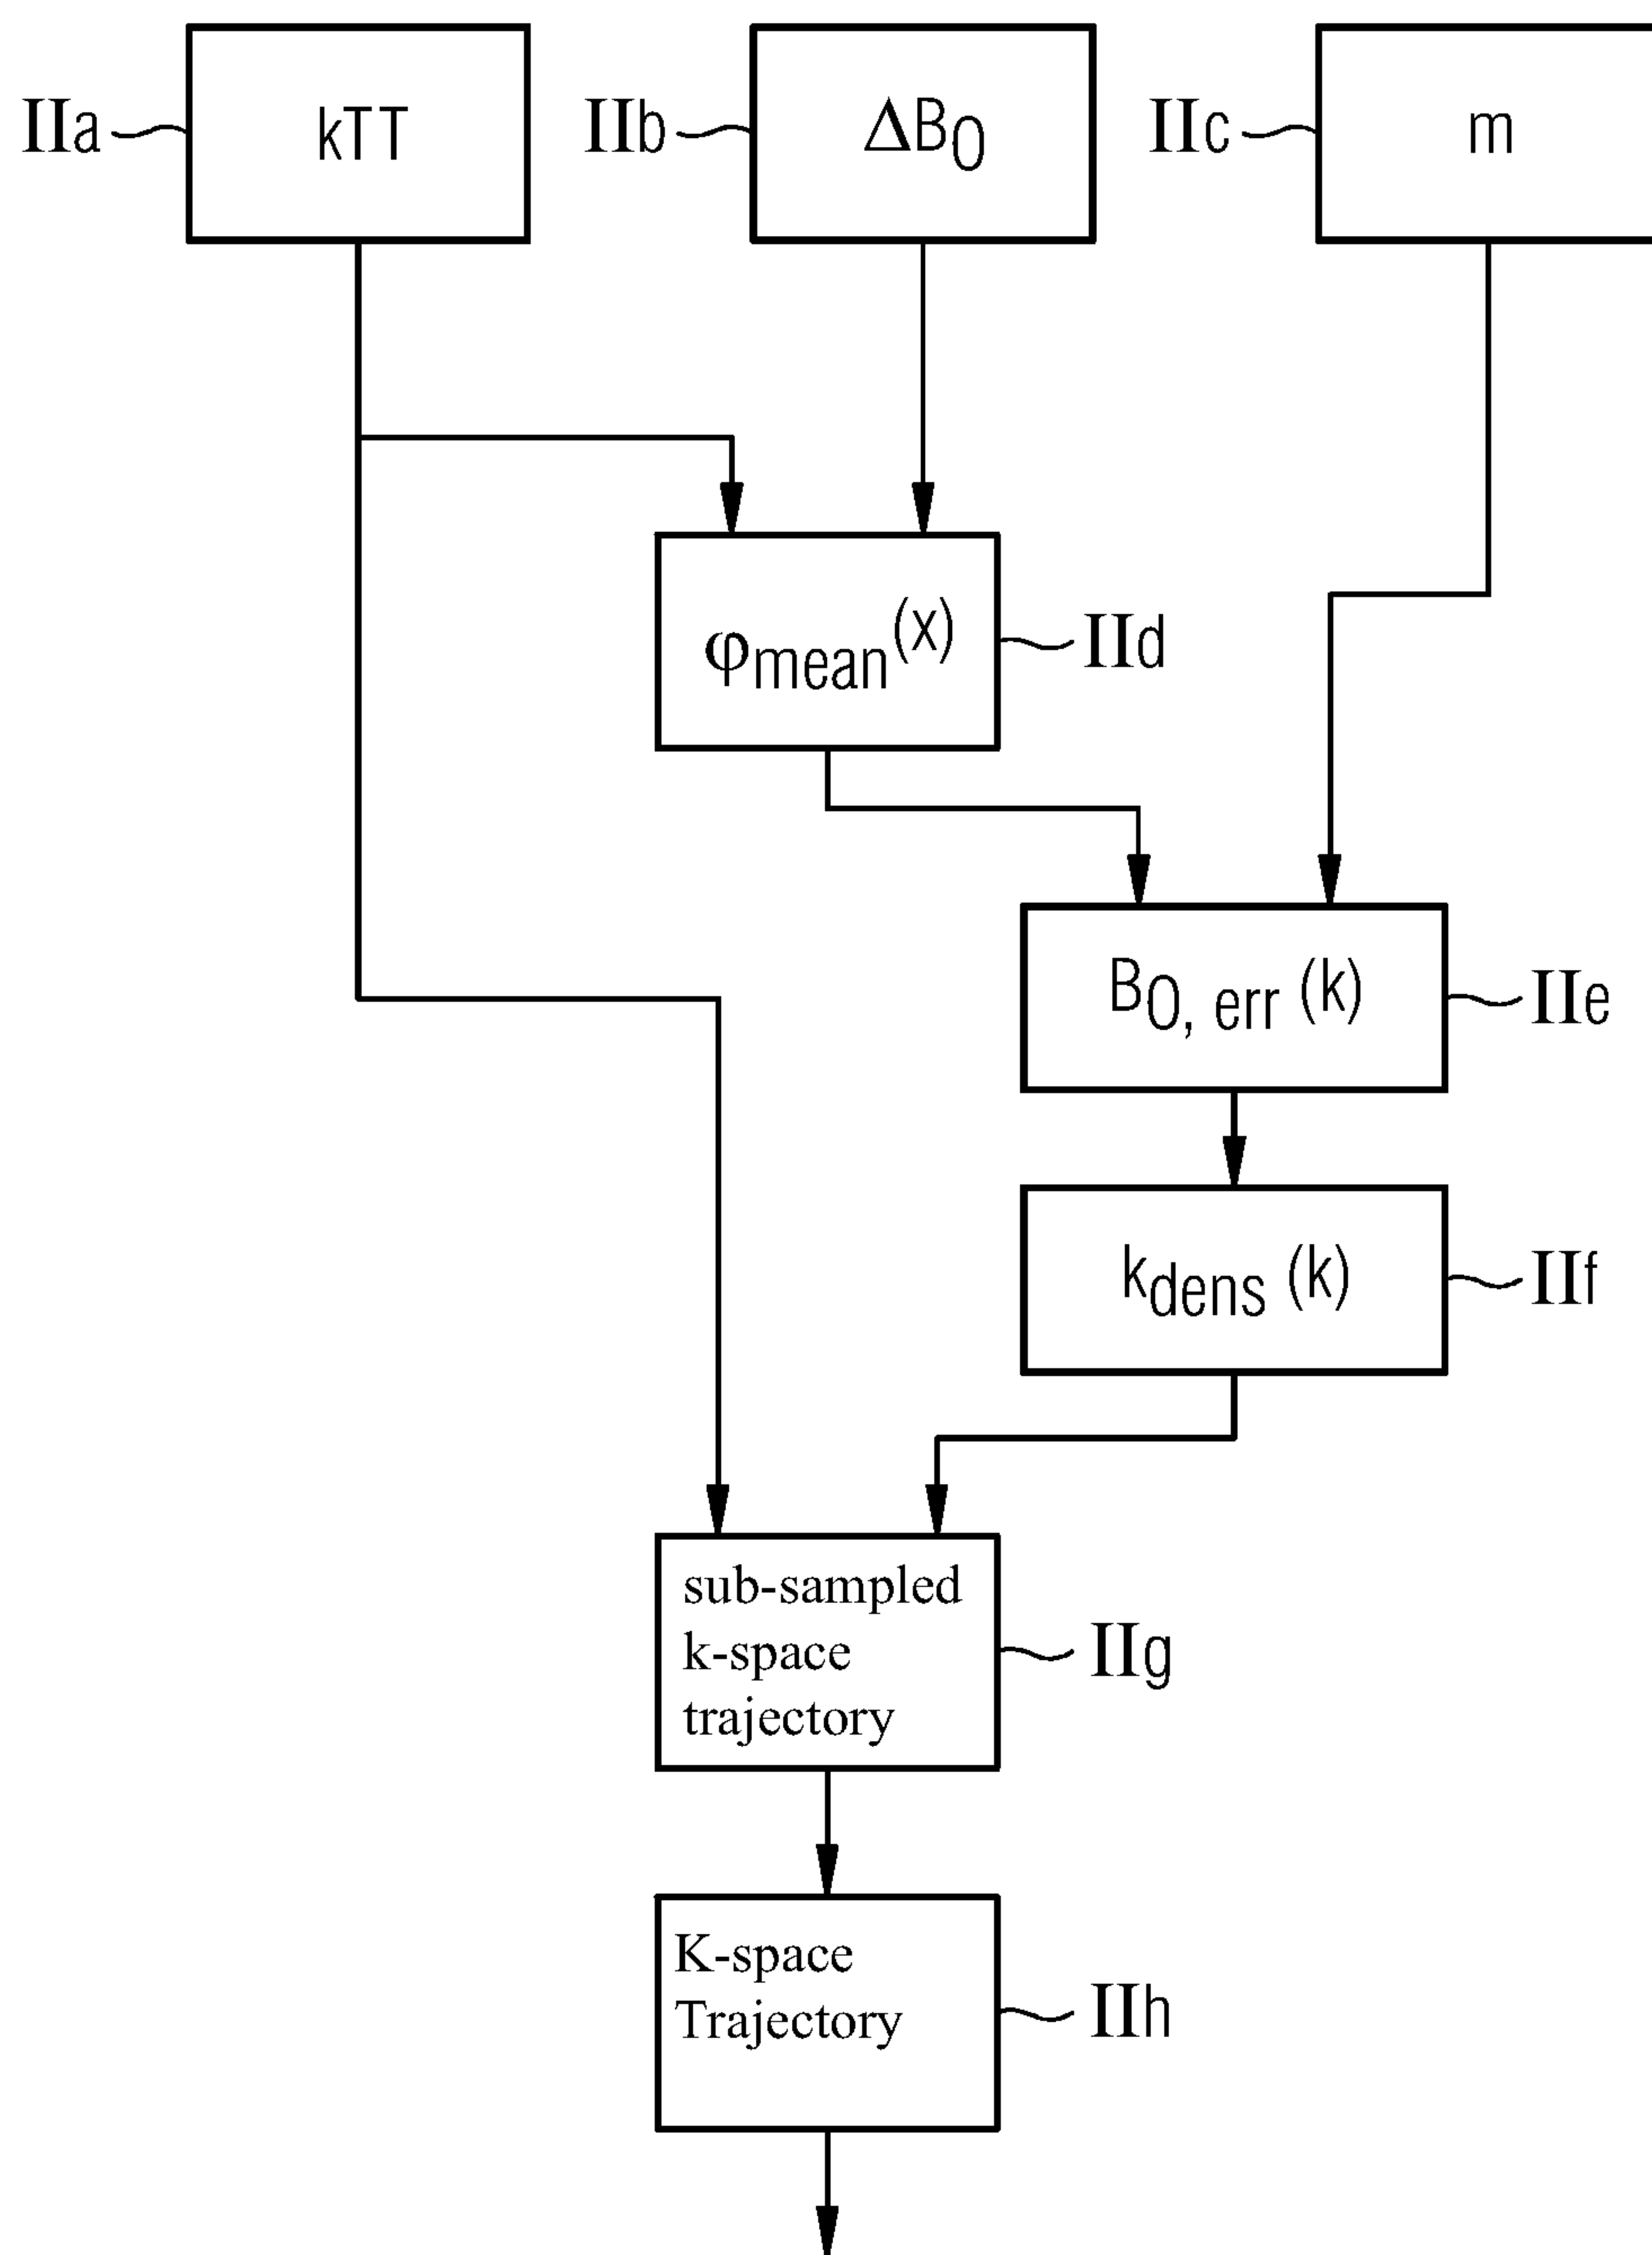 IIa
kTT
IIb
ΔB0
IIc
m
φmean(x)
IId
B0, err (k)
IIe
kdens (k)
IIf
sub-sampled
k-space
trajectory
IIg
K-space
Trajectory
IIh